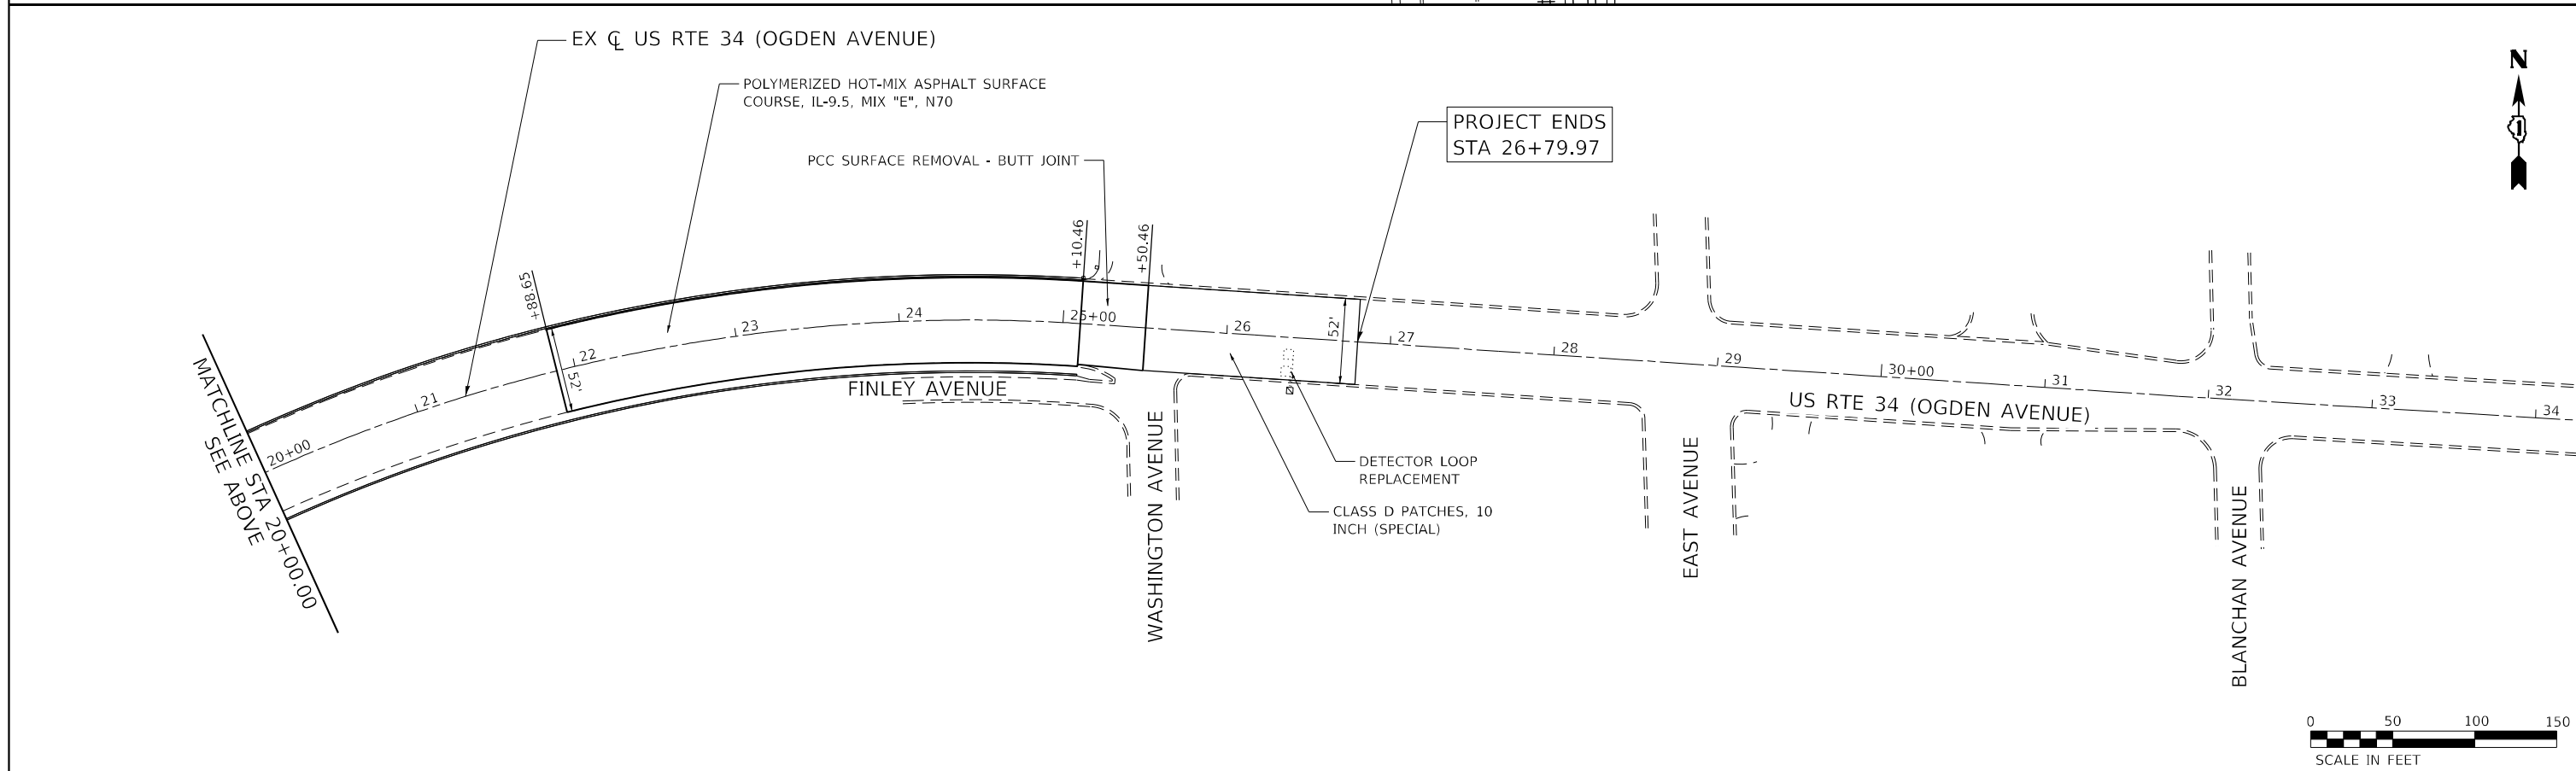 EX ℄ US RTE 34 (OGDEN AVENUE)
POLYMERIZED HOT-MIX ASPHALT SURFACE
COURSE, IL-9.5, MIX "E", N70
PCC SURFACE REMOVAL - BUTT JOINT
PROJECT ENDS
STA 26+79.97
N
1
+88.65
+10.46
+50.46
20+00
21
22
23
24
25+00
26
27
28
29
30+00
31
32
33
34
52'
52'
MATCHLINE STA 20+00.00
SEE ABOVE
FINLEY AVENUE
US RTE 34 (OGDEN AVENUE)
WASHINGTON AVENUE
EAST AVENUE
BLANCHAN AVENUE
DETECTOR LOOP
REPLACEMENT
CLASS D PATCHES, 10
INCH (SPECIAL)
0 50 100 150
SCALE IN FEET